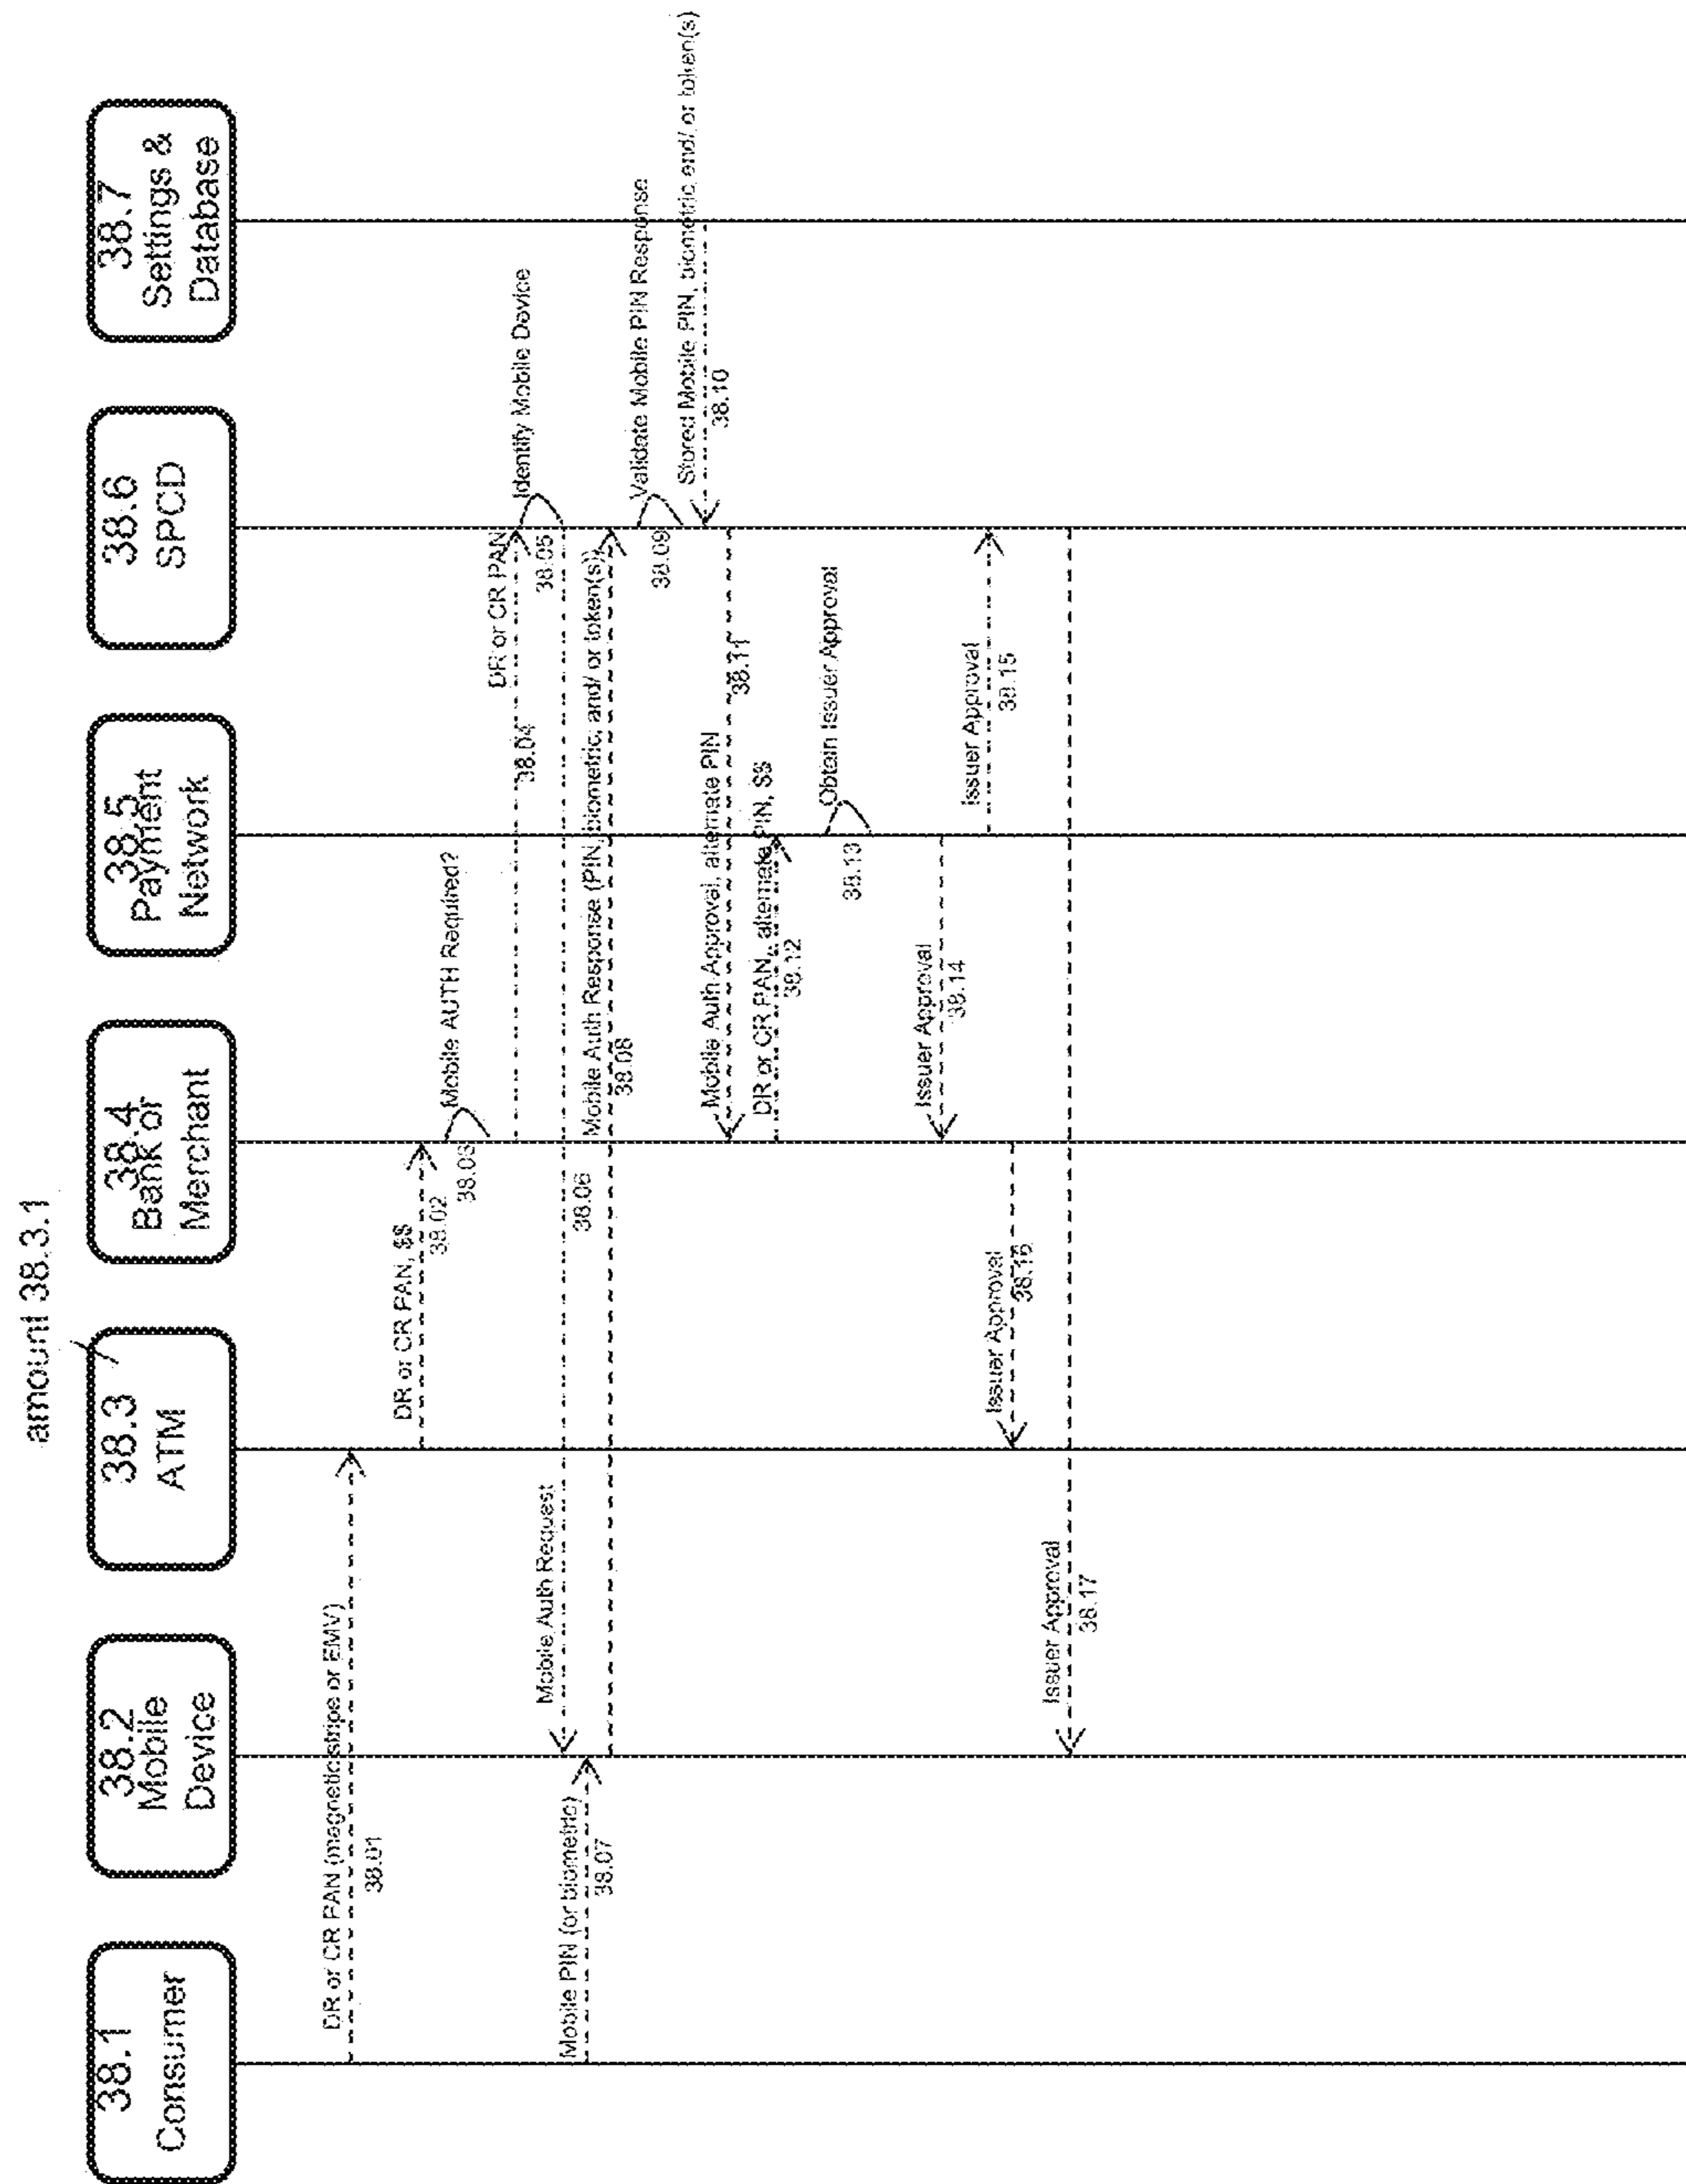 amount 38.3.1
38.1
Consumer
38.2
Mobile
Device
38.3
ATM
38.4
Bank or
Merchant
38.5
Payment
Network
38.6
SPCD
38.7
Settings &
Database
DR or CR PAN (magnetic stripe or EMV)
38.01
DR or CR PAN, $$
38.02
Mobile AUTH Required?
38.03
DR or CR PAN
38.04
Identify Mobile Device
38.05
Mobile Auth Request
38.06
Mobile PIN (or biometric)
38.07
Mobile Auth Response (PIN, biometric, and/ or token(s))
38.08
Validate Mobile PIN Response
38.09
Stored Mobile PIN, biometric and/ or token(s)
38.10
Mobile Auth Approval, alternate PIN
38.11
DR or CR PAN, alternate PIN, $$
38.12
Obtain Issuer Approval
38.13
Issuer Approval
38.14
Issuer Approval
38.15
Issuer Approval
38.16
Issuer Approval
38.17